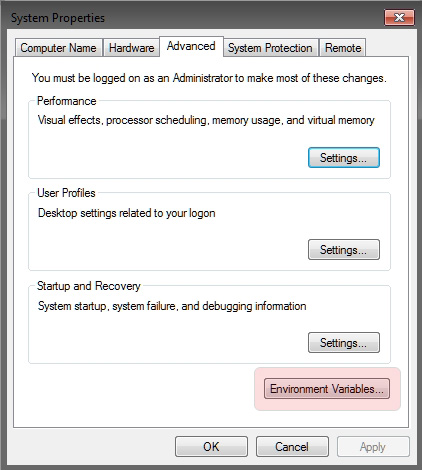 System Properties
Computer Name Hardware Advanced System Protection Remote
You must be logged on as an Administrator to make most of these changes.
Performance
Visual effects, processor scheduling, memory usage, and virtual memory
Settings...
User Profiles
Desktop settings related to your logon
Settings...
Startup and Recovery
System startup, system failure, and debugging information
Settings...
Environment Variables...
OK Cancel Apply